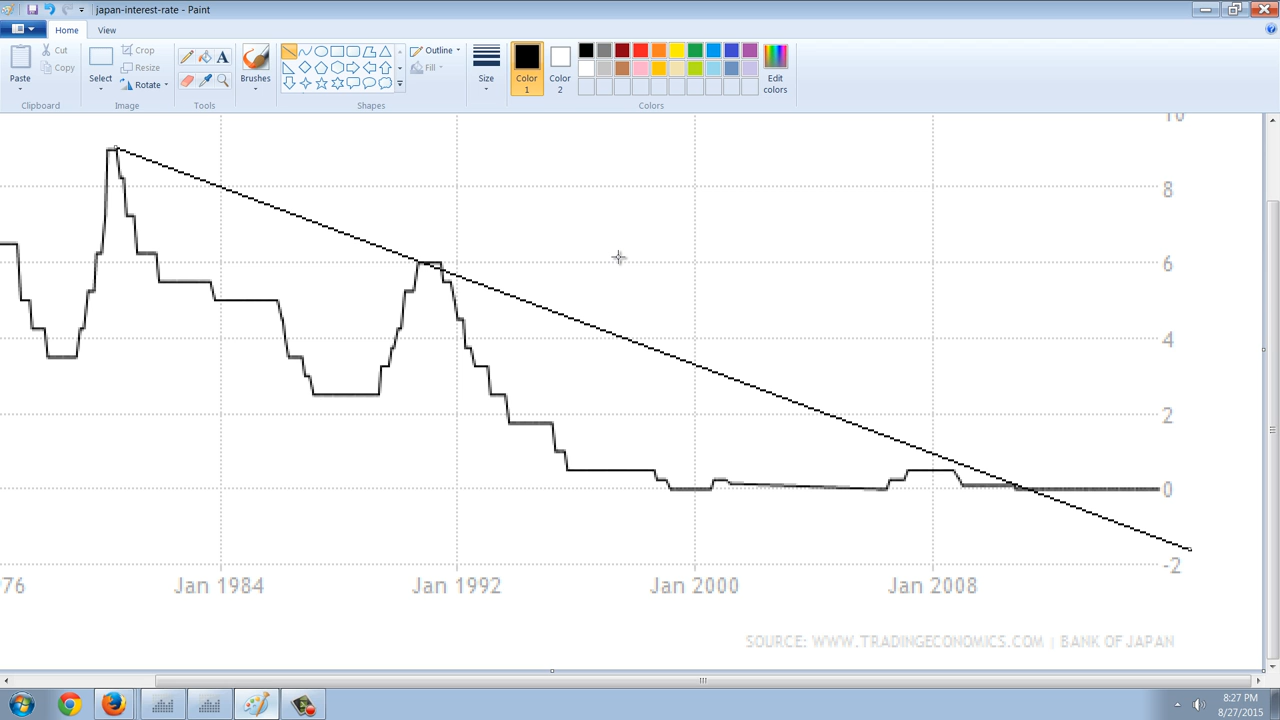 japan-interest-rate - Paint
Home View
Paste
Cut
Copy
Clipboard
Select
Crop
Resize
Rotate
Image
A
Tools
Brushes
Shapes
Outline
Fill
Size
Color 1
Color 2
Edit colors
Colors
10
8
6
4
2
0
-2
76 Jan 1984 Jan 1992 Jan 2000 Jan 2008
SOURCE: WWW.TRADINGECONOMICS.COM | BANK OF JAPAN
8:27 PM
8/27/2015